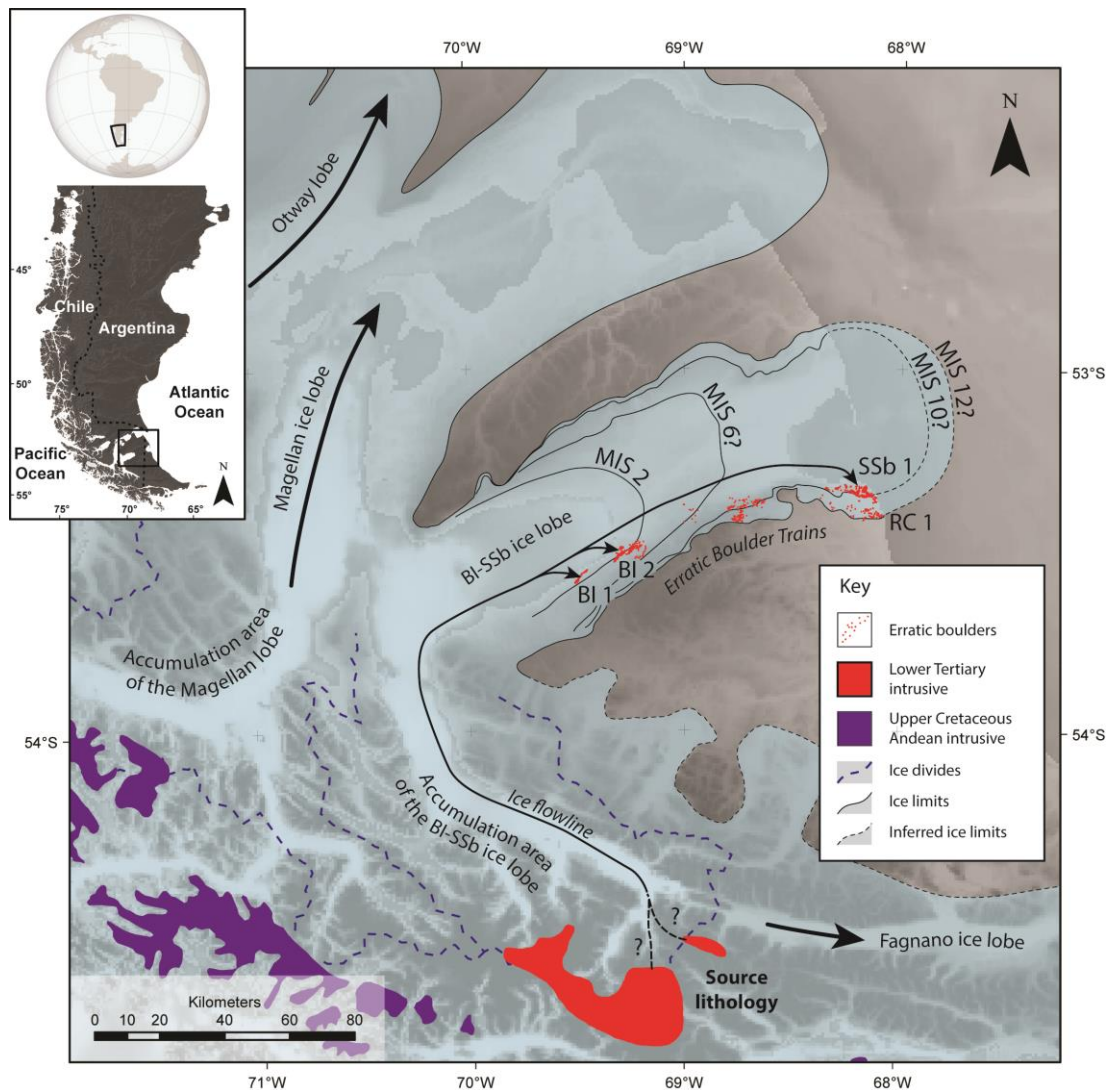 70°W
69°W
68°W
N
Otway lobe
Magellan ice lobe
45°
50°
55°
75°
70°
65°
Chile
Argentina
Atlantic
Ocean
Pacific
Ocean
N
53°S
MIS 12?
MIS 10?
MIS 6?
MIS 2
SSb 1
RC 1
BI-SSb ice lobe
BI 2
BI 1
Erratic Boulder Trains
Accumulation area
of the Magellan lobe
54°S
54°S
Accumulation area
of the BI-SSb ice lobe
Ice flowline
?
?
Fagnano ice lobe
Source
lithology
Key
Erratic boulders
Lower Tertiary
intrusive
Upper Cretaceous
Andean intrusive
Ice divides
Ice limits
Inferred ice limits
Kilometers
0 10 20 40 60 80
71°W
70°W
69°W
68°W